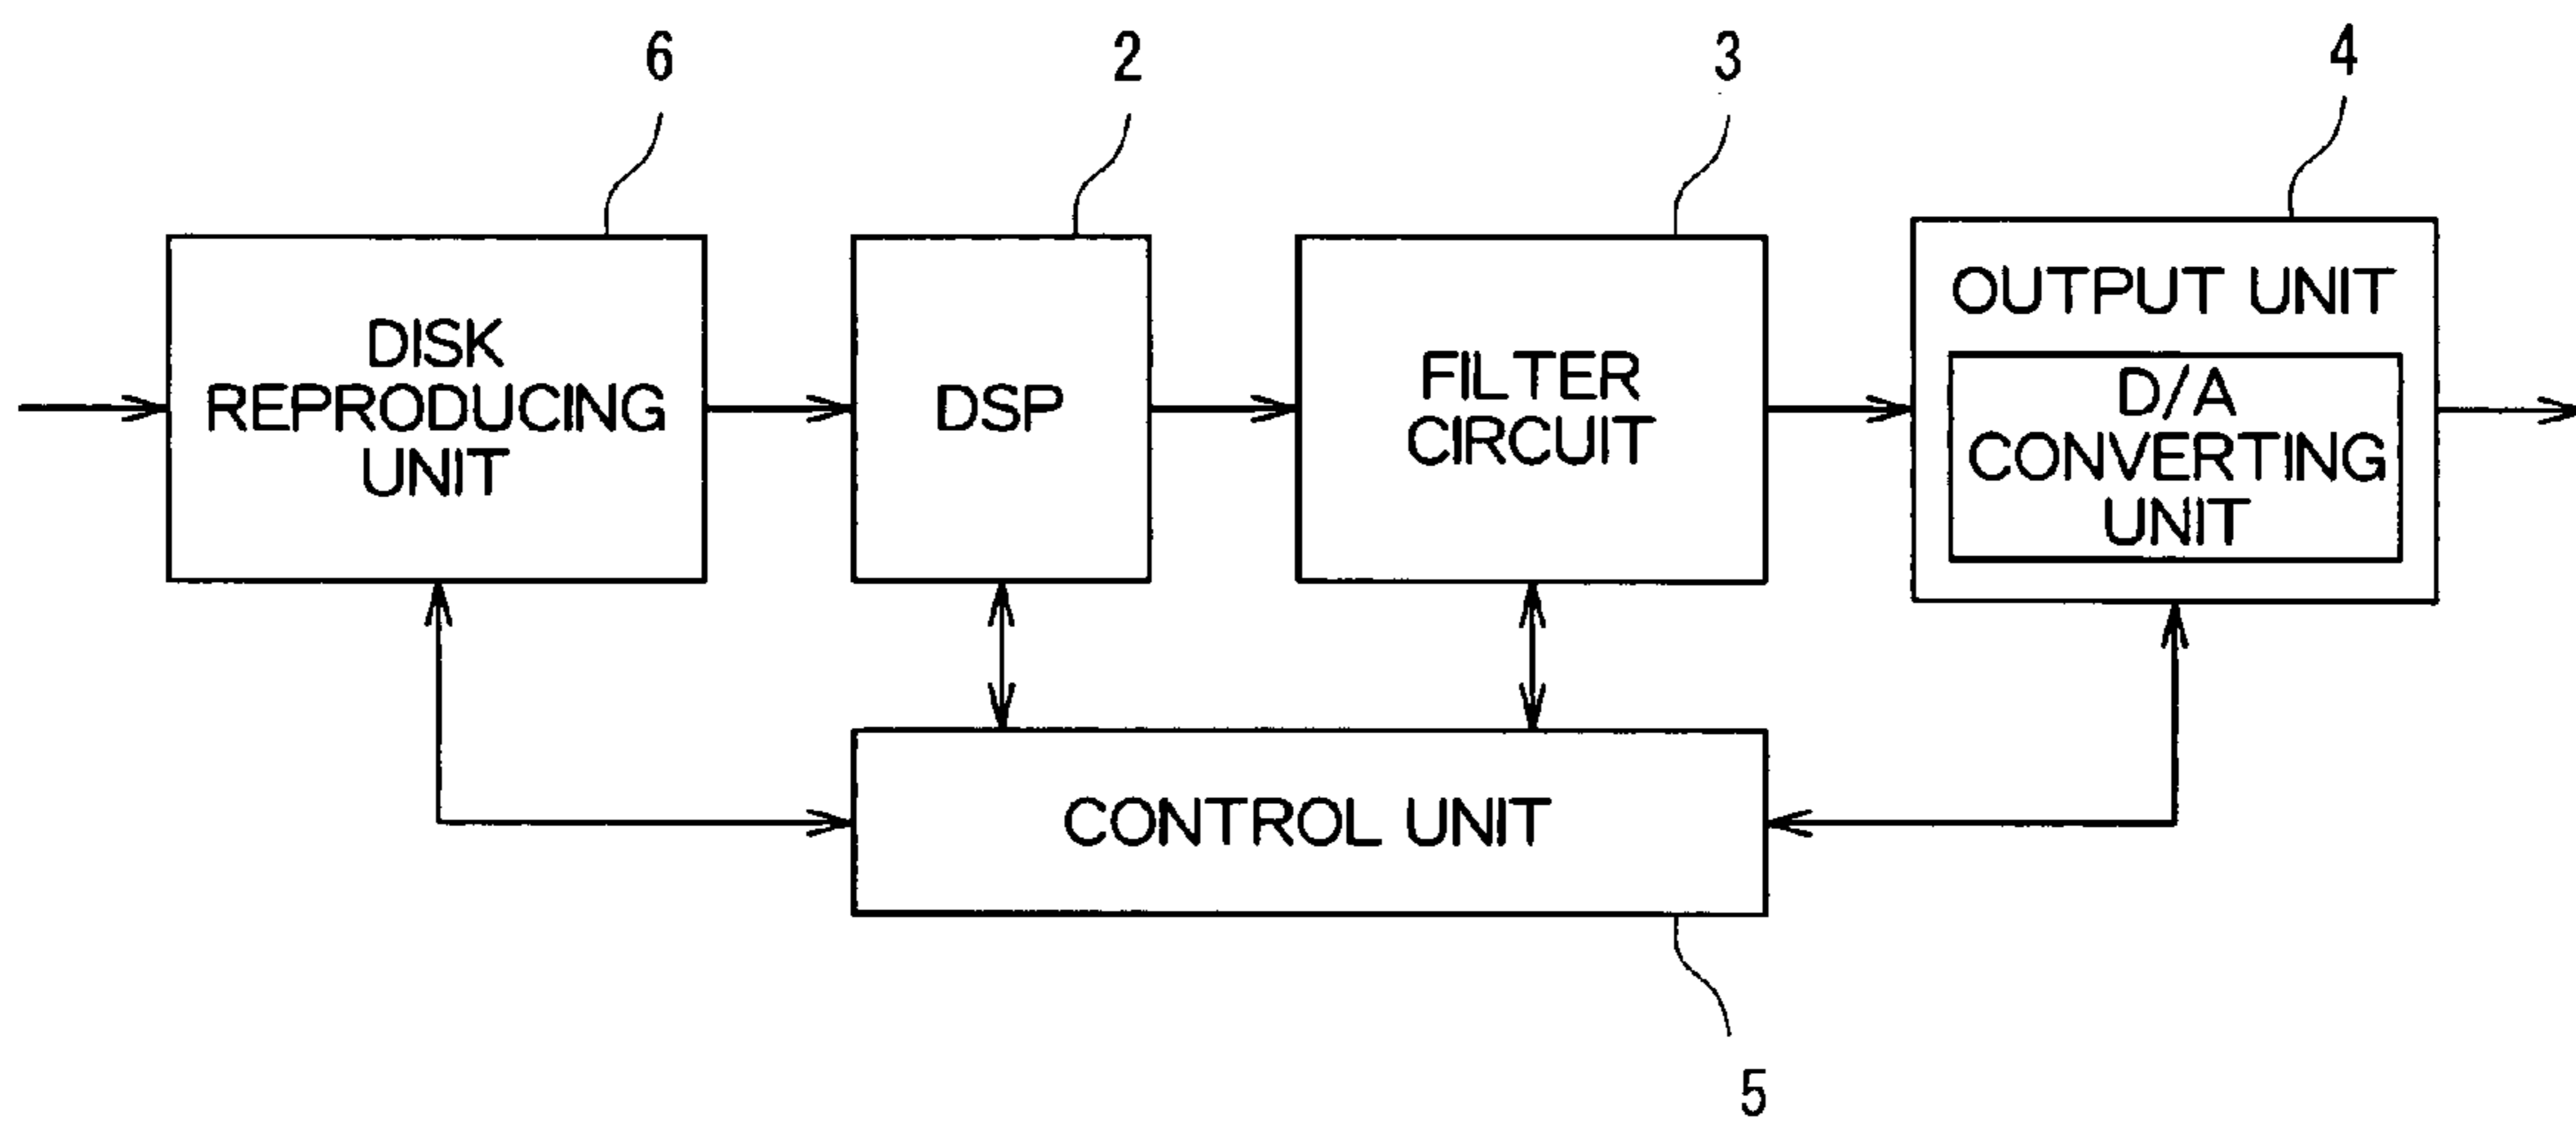 6
2
3
4
DISK
REPRODUCING
UNIT
DSP
FILTER
CIRCUIT
OUTPUT UNIT
D/A
CONVERTING
UNIT
CONTROL UNIT
5